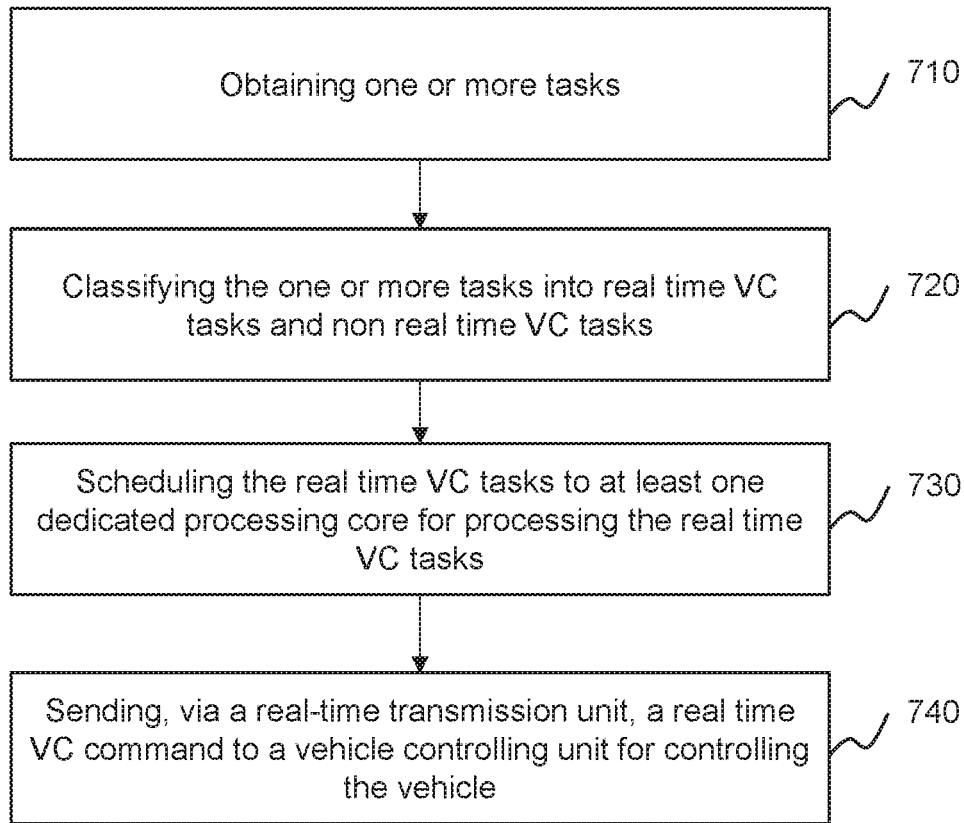 Obtaining one or more tasks
710
Classifying the one or more tasks into real time VC
tasks and non real time VC tasks
720
Scheduling the real time VC tasks to at least one
dedicated processing core for processing the real time
VC tasks
730
Sending, via a real-time transmission unit, a real time
VC command to a vehicle controlling unit for controlling
the vehicle
740